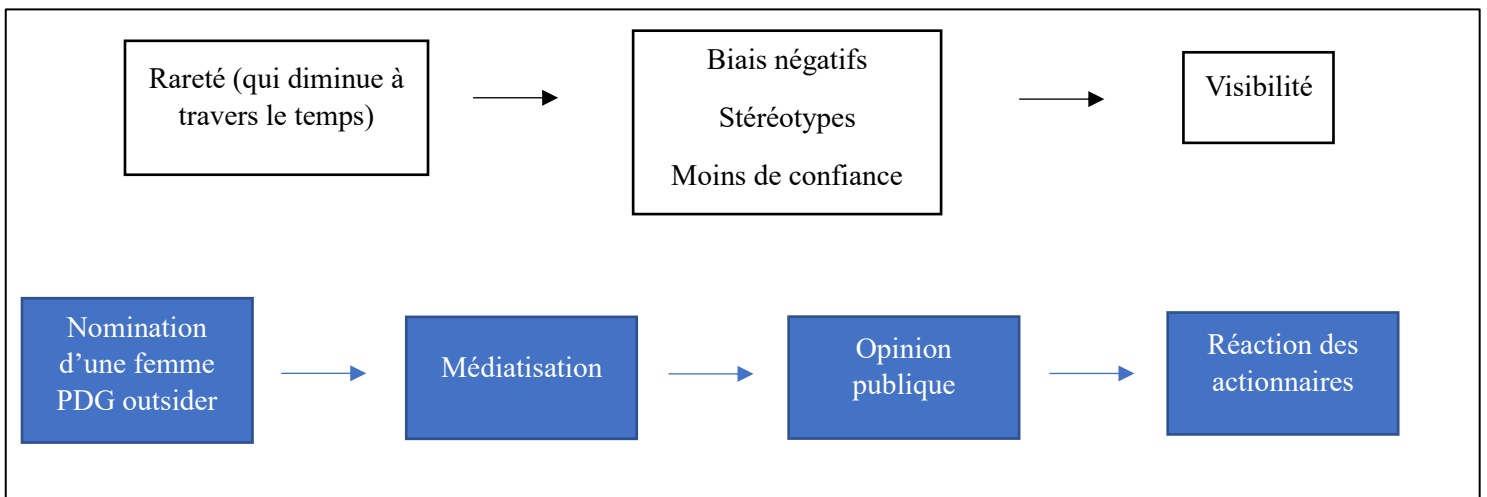 Rareté (qui diminue à
travers le temps)
Biais négatifs
Stéréotypes
Moins de confiance
Visibilité
Nomination
d’une femme
PDG outsider
Médiatisation
Opinion
publique
Réaction des
actionnaires